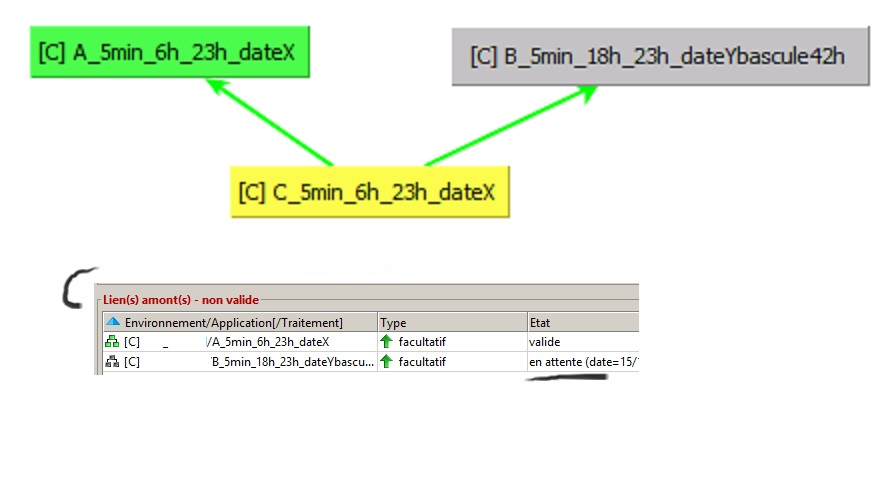 [C] A_5min_6h_23h_dateX
[C] B_5min_18h_23h_dateYbascule42h
[C] C_5min_6h_23h_dateX
Lien(s) amont(s) - non valide
Environnement/Application[/Traitement] Type Etat
[C] _ /A_5min_6h_23h_dateX facultatif valide
[C] B_5min_18h_23h_dateYbascu... facultatif en attente (date=15/